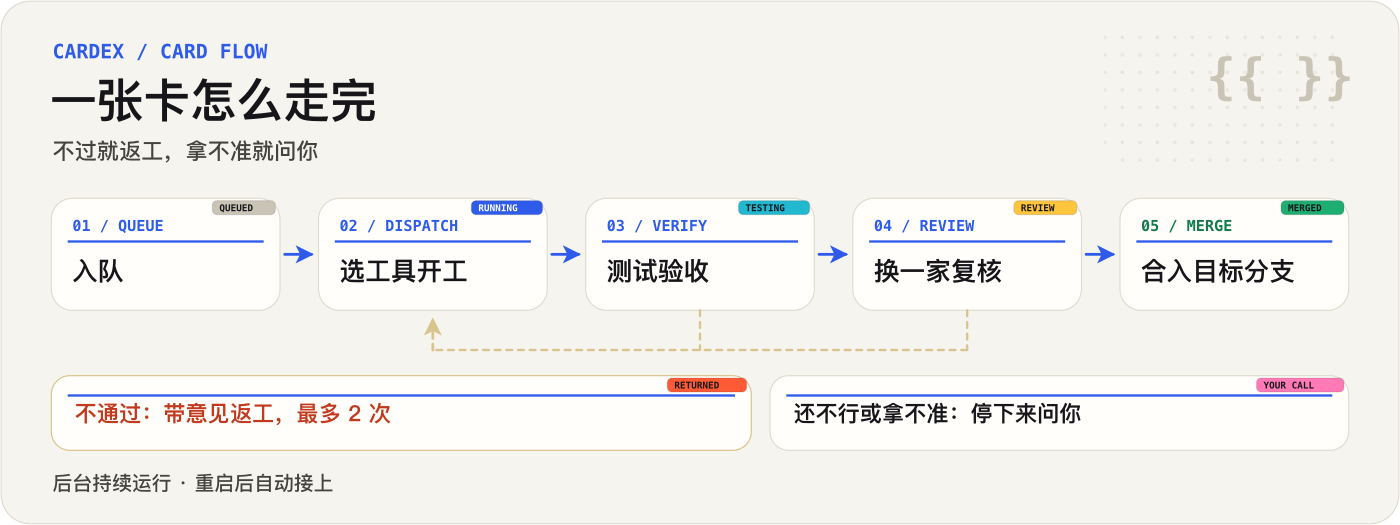 CARDEX / CARD FLOW
{{ }}
一张卡怎么走完
不过就返工，拿不准就问你
QUEUED
01 / QUEUE
入队
RUNNING
02 / DISPATCH
选工具开工
TESTING
03 / VERIFY
测试验收
REVIEW
04 / REVIEW
换一家复核
MERGED
05 / MERGE
合入目标分支
RETURNED
不通过：带意见返工，最多 2 次
YOUR CALL
还不行或拿不准：停下来问你
后台持续运行 · 重启后自动接上